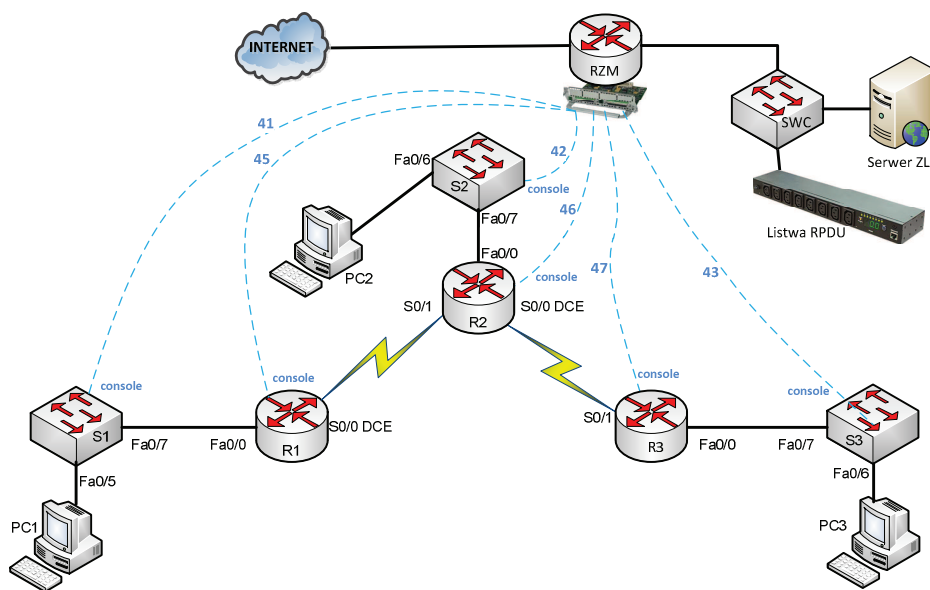 INTERNET
RZM
SWC
Serwer ZL
Listwa RPDU
41
45
42
46
47
43
Fa0/6
S2
console
Fa0/7
PC2
Fa0/0
console
S0/1
R2
S0/0 DCE
console
S1
Fa0/7
Fa0/0
console
R1
S0/0 DCE
Fa0/5
PC1
S0/1
R3
Fa0/0
console
Fa0/7
S3
Fa0/6
PC3